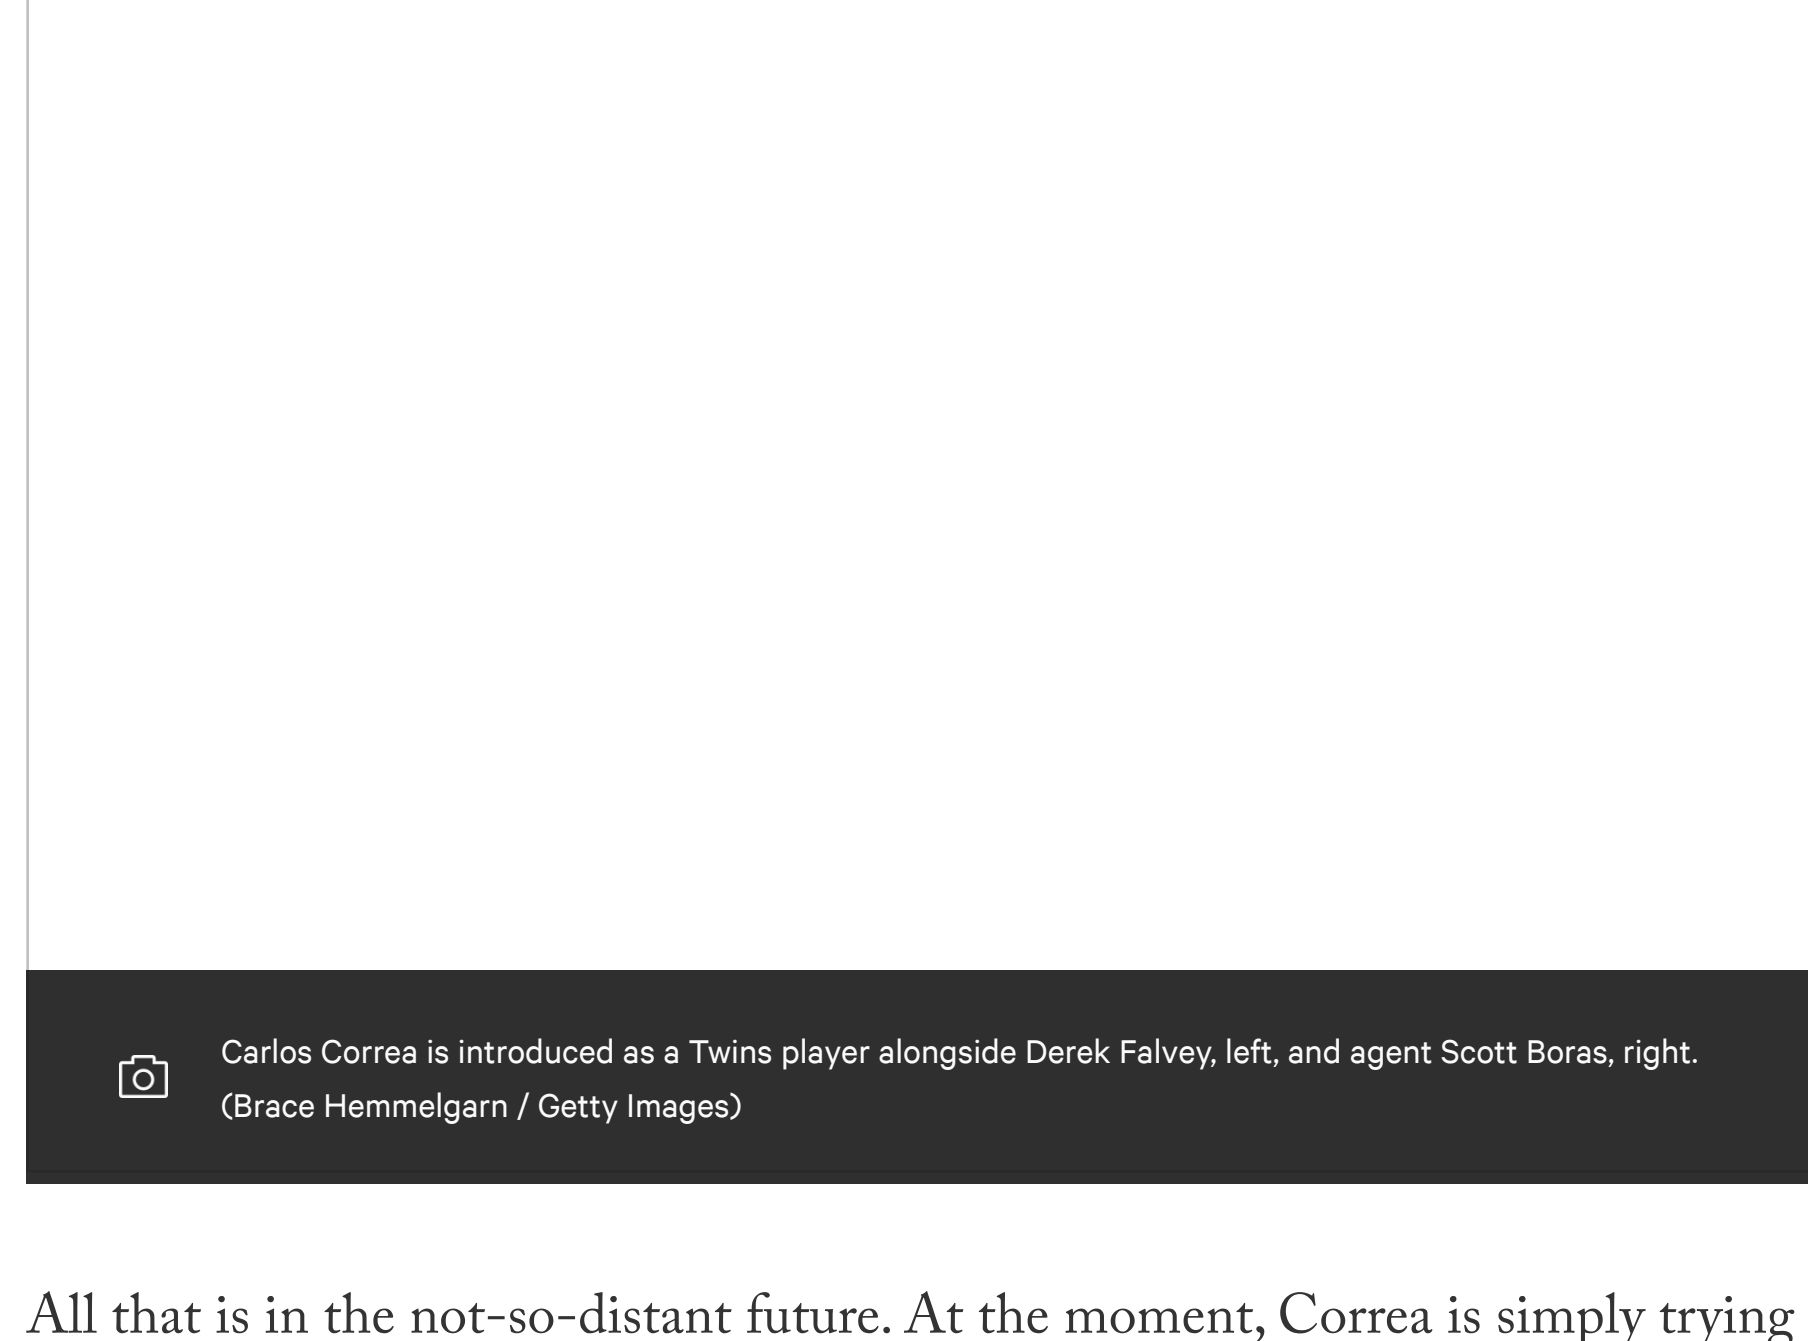 Carlos Correa is introduced as a Twins player alongside Derek Falvey, left, and agent Scott Boras, right.
(Brace Hemmelgarn / Getty Images)
All that is in the not-so-distant future. At the moment, Correa is simply trying